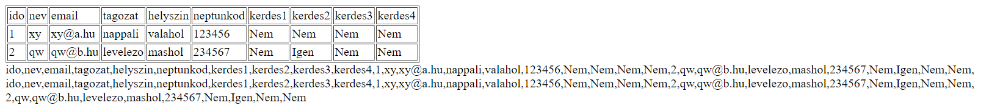 ido nev email tagozat helyszin neptunkod kerdes1 kerdes2 kerdes3 kerdes4
1 xy xy@a.hu nappali valahol 123456 Nem Nem Nem Nem
2 qw qw@b.hu levelezo mashol 234567 Nem Igen Nem Nem
ido,nev,email,tagozat,helyszin,neptunkod,kerdes1,kerdes2,kerdes3,kerdes4,1,xy,xy@a.hu,nappali,valahol,123456,Nem,Nem,Nem,Nem,2,qw,qw@b.hu,levelezo,mashol,234567,Nem,Igen,Nem,Nem,
ido,nev,email,tagozat,helyszin,neptunkod,kerdes1,kerdes2,kerdes3,kerdes4,1,xy,xy@a.hu,nappali,valahol,123456,Nem,Nem,Nem,Nem,2,qw,qw@b.hu,levelezo,mashol,234567,Nem,Igen,Nem,Nem,
2,qw,qw@b.hu,levelezo,mashol,234567,Nem,Igen,Nem,Nem